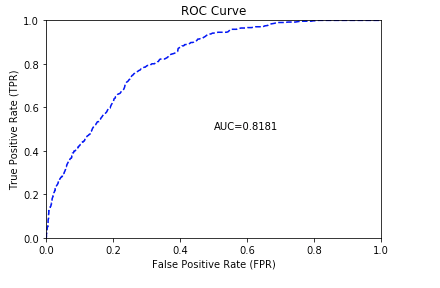 ROC Curve
1.0
0.8
0.6
0.4
0.2
0.0
True Positive Rate (TPR)
AUC=0.8181
0.0 0.2 0.4 0.6 0.8 1.0
False Positive Rate (FPR)